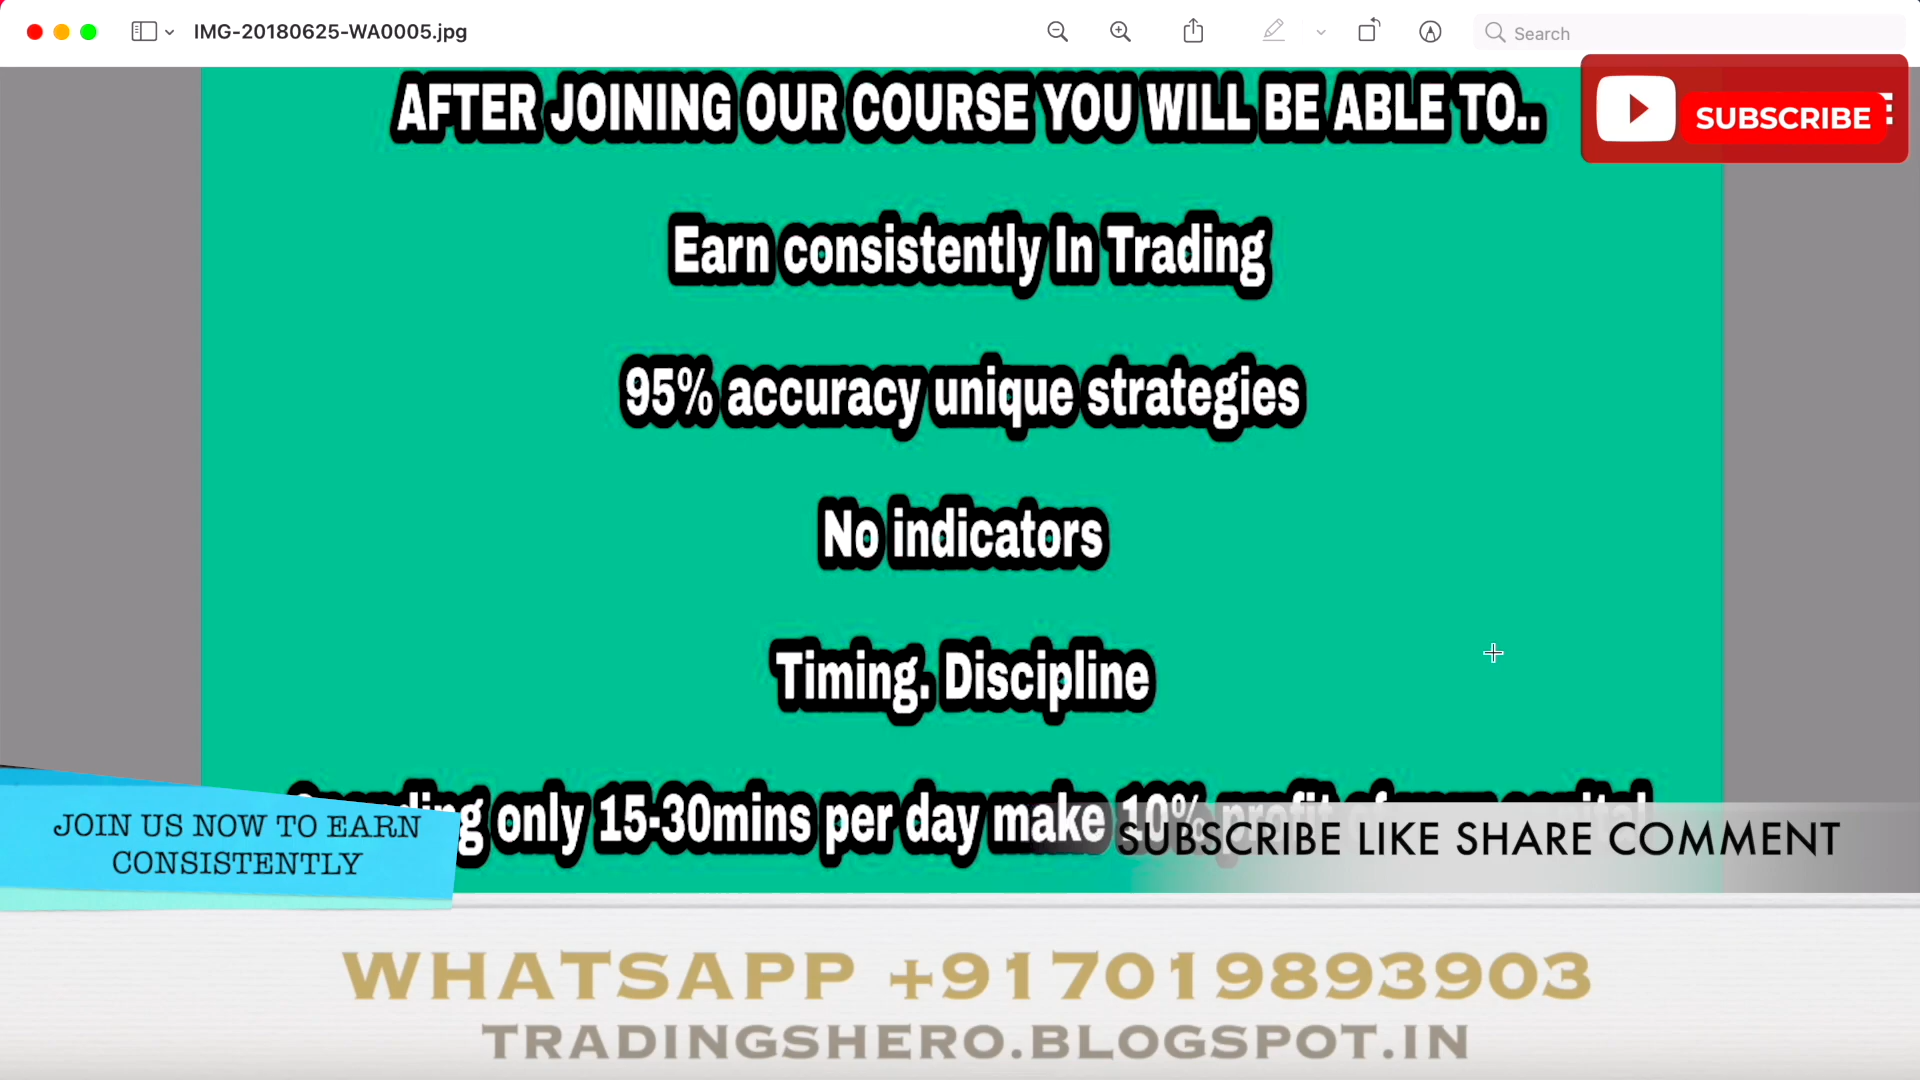 IMG-20180625-WA0005.jpg
Search
SUBSCRIBE
AFTER JOINING OUR COURSE YOU WILL BE ABLE TO..
Earn consistently In Trading
95% accuracy unique strategies
No indicators
Timing. Discipline
only 15-30mins per day make 10% profit
JOIN US NOW TO EARN
CONSISTENTLY
SUBSCRIBE LIKE SHARE COMMENT
WHATSAPP +917019893903
TRADINGSHERO.BLOGSPOT.IN